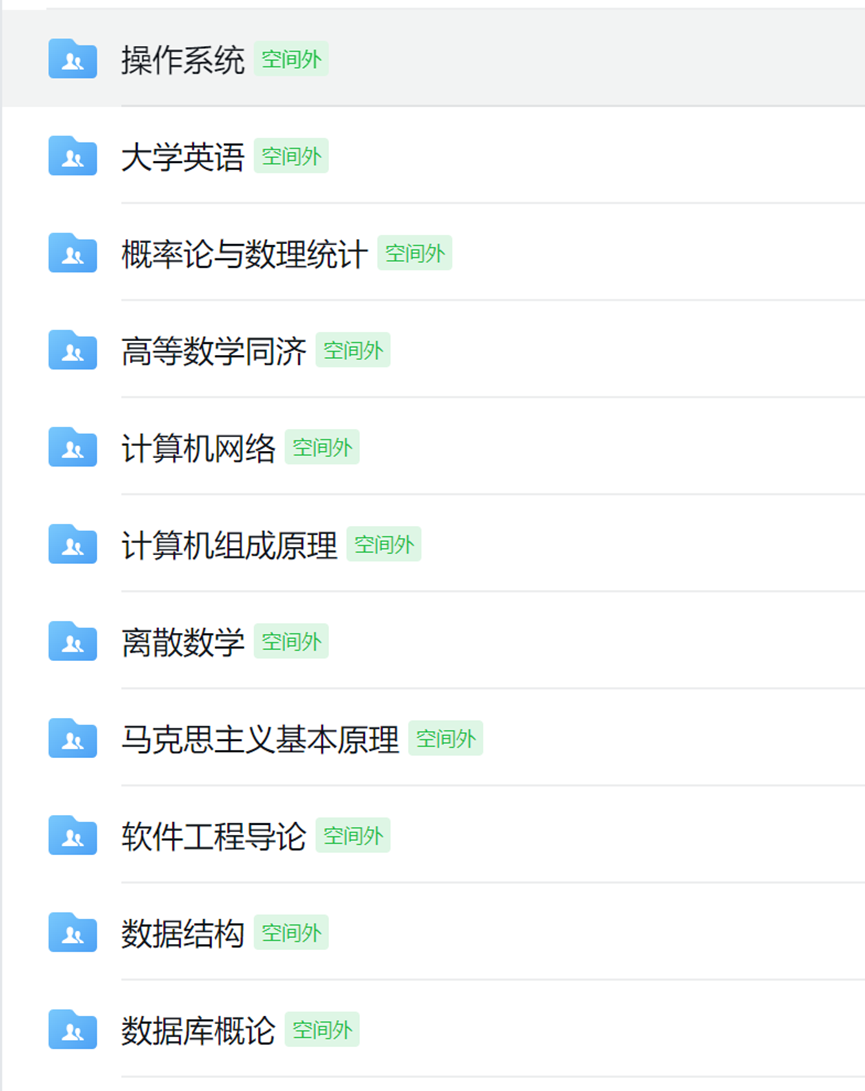 操作系统 空间外
大学英语 空间外
概率论与数理统计 空间外
高等数学同济 空间外
计算机网络 空间外
计算机组成原理 空间外
离散数学 空间外
马克思主义基本原理 空间外
软件工程导论 空间外
数据结构 空间外
数据库概论 空间外